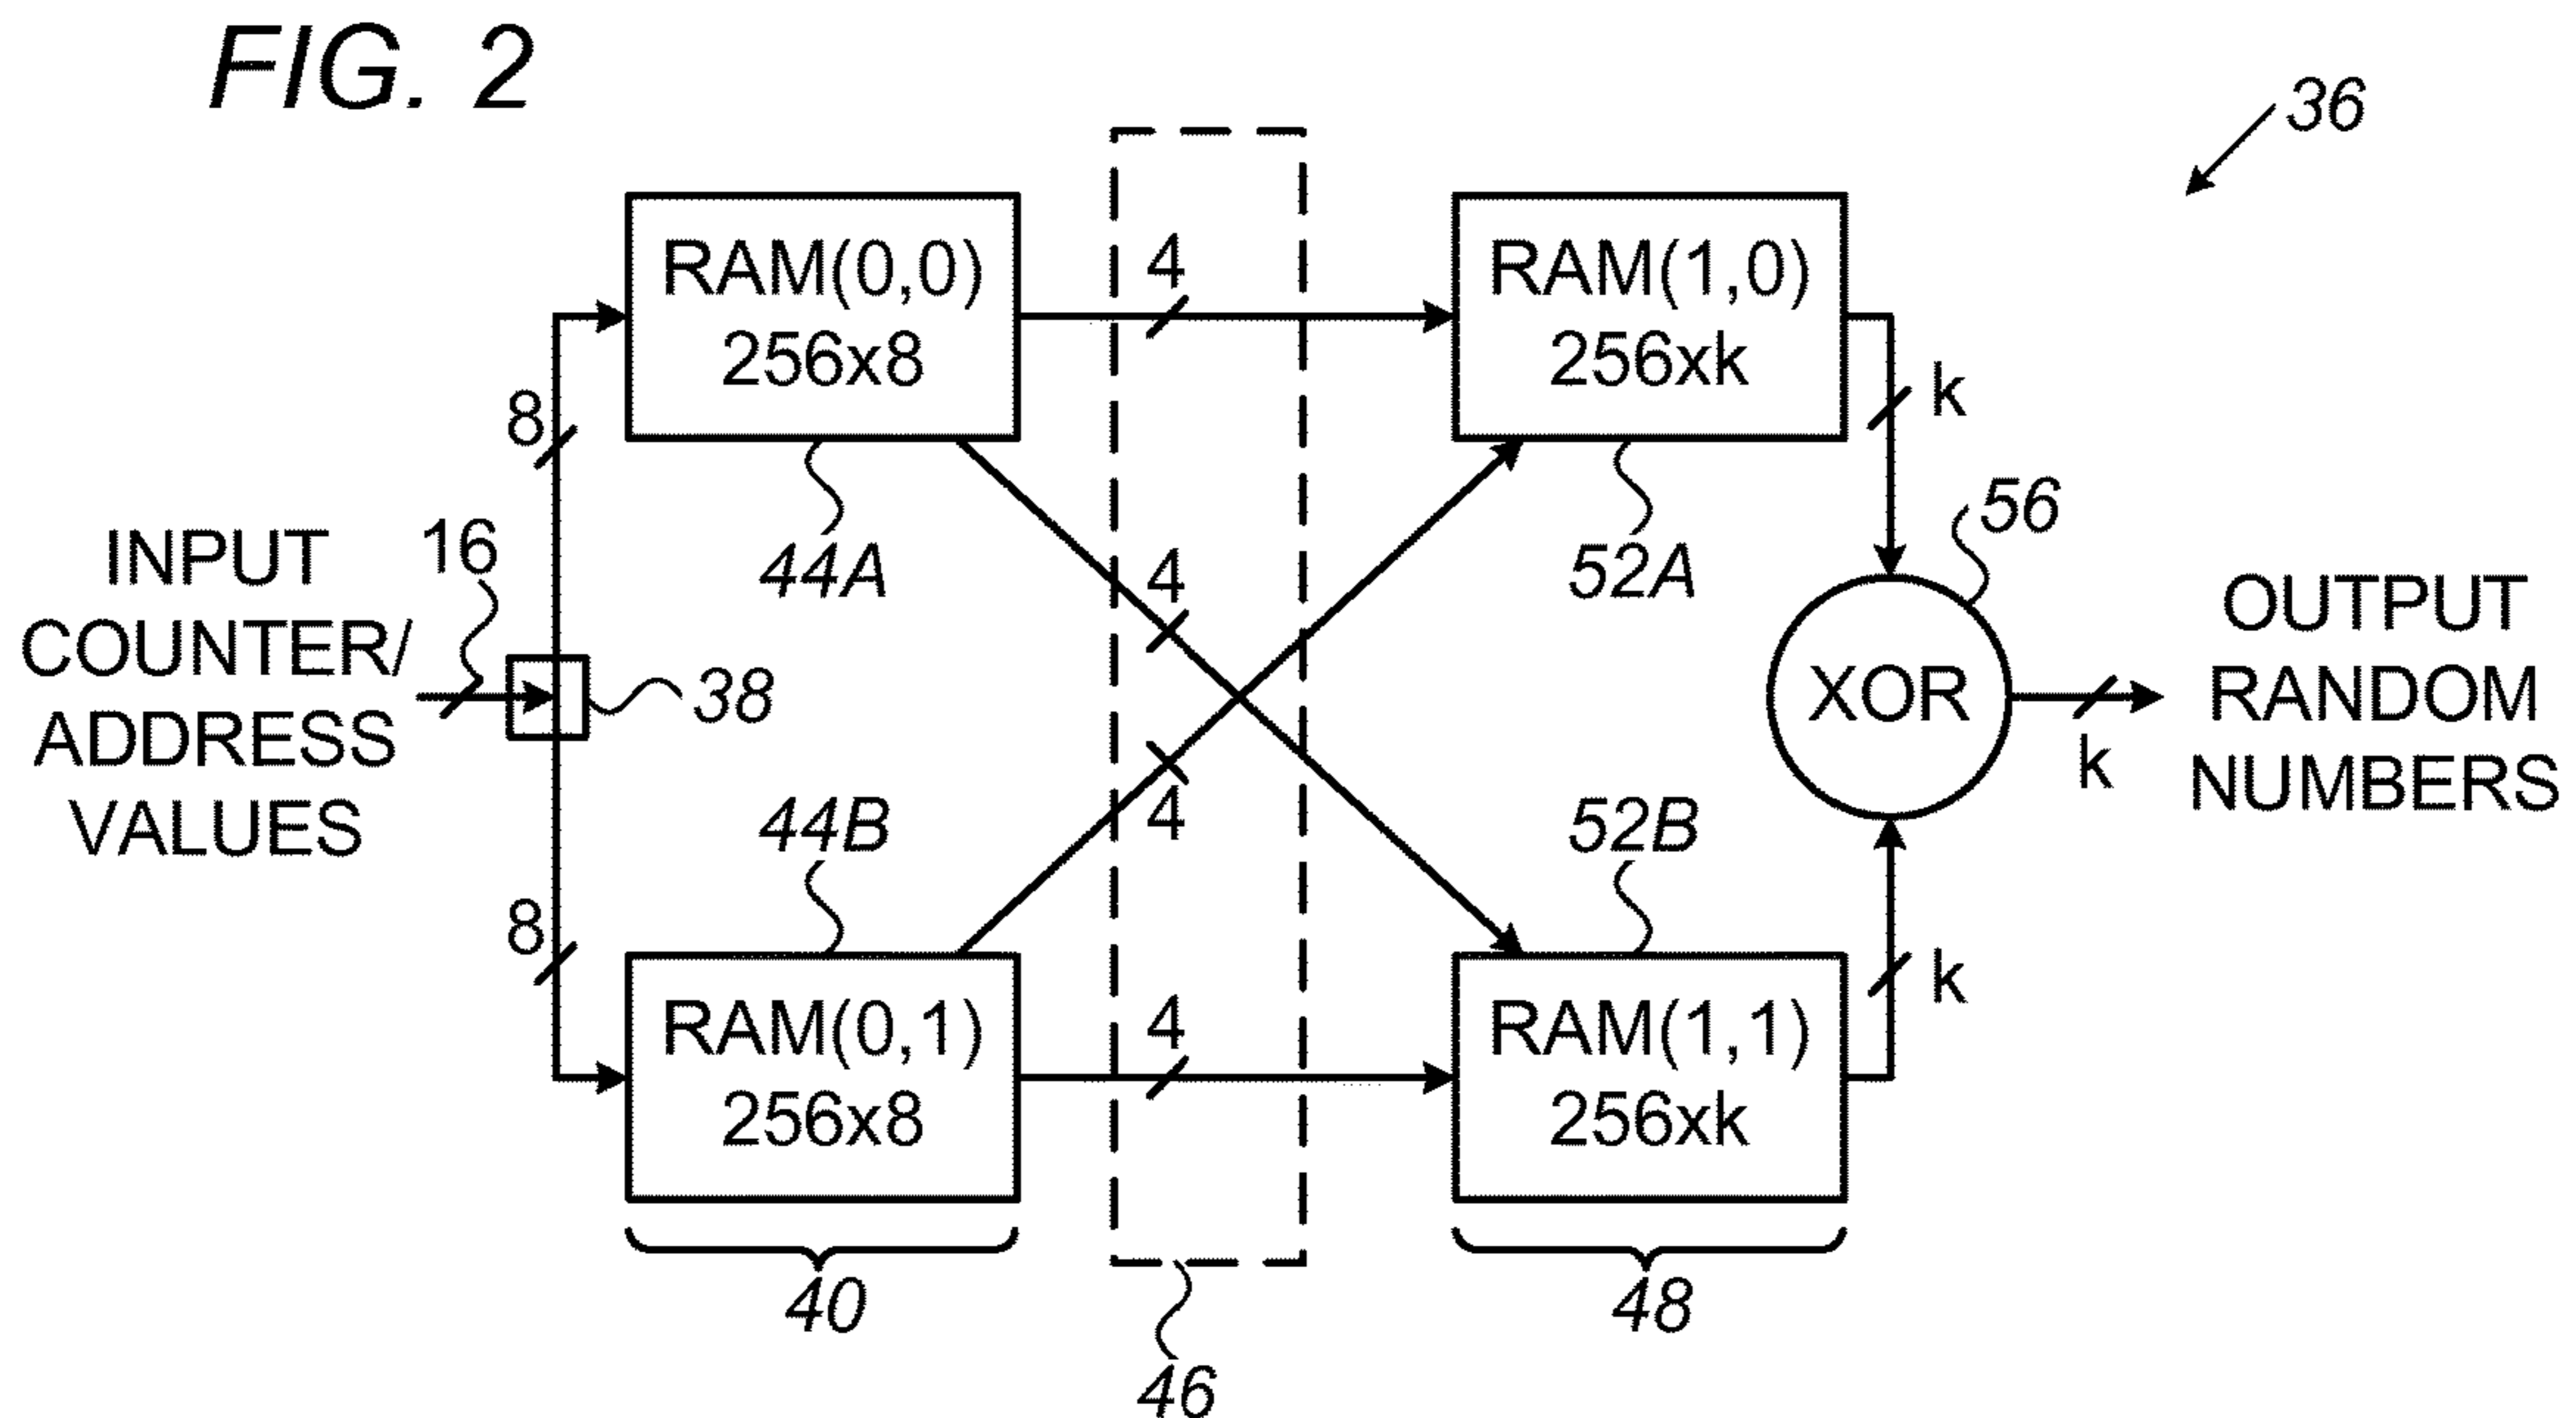 FIG. 2
36
RAM(0,0)
256x8
4
RAM(1,0)
256xk
8
k
44A
52A
56
INPUT
COUNTER/
ADDRESS
VALUES
16
38
4
4
XOR
k
OUTPUT
RANDOM
NUMBERS
44B
52B
8
RAM(0,1)
256x8
4
RAM(1,1)
256xk
k
40
46
48